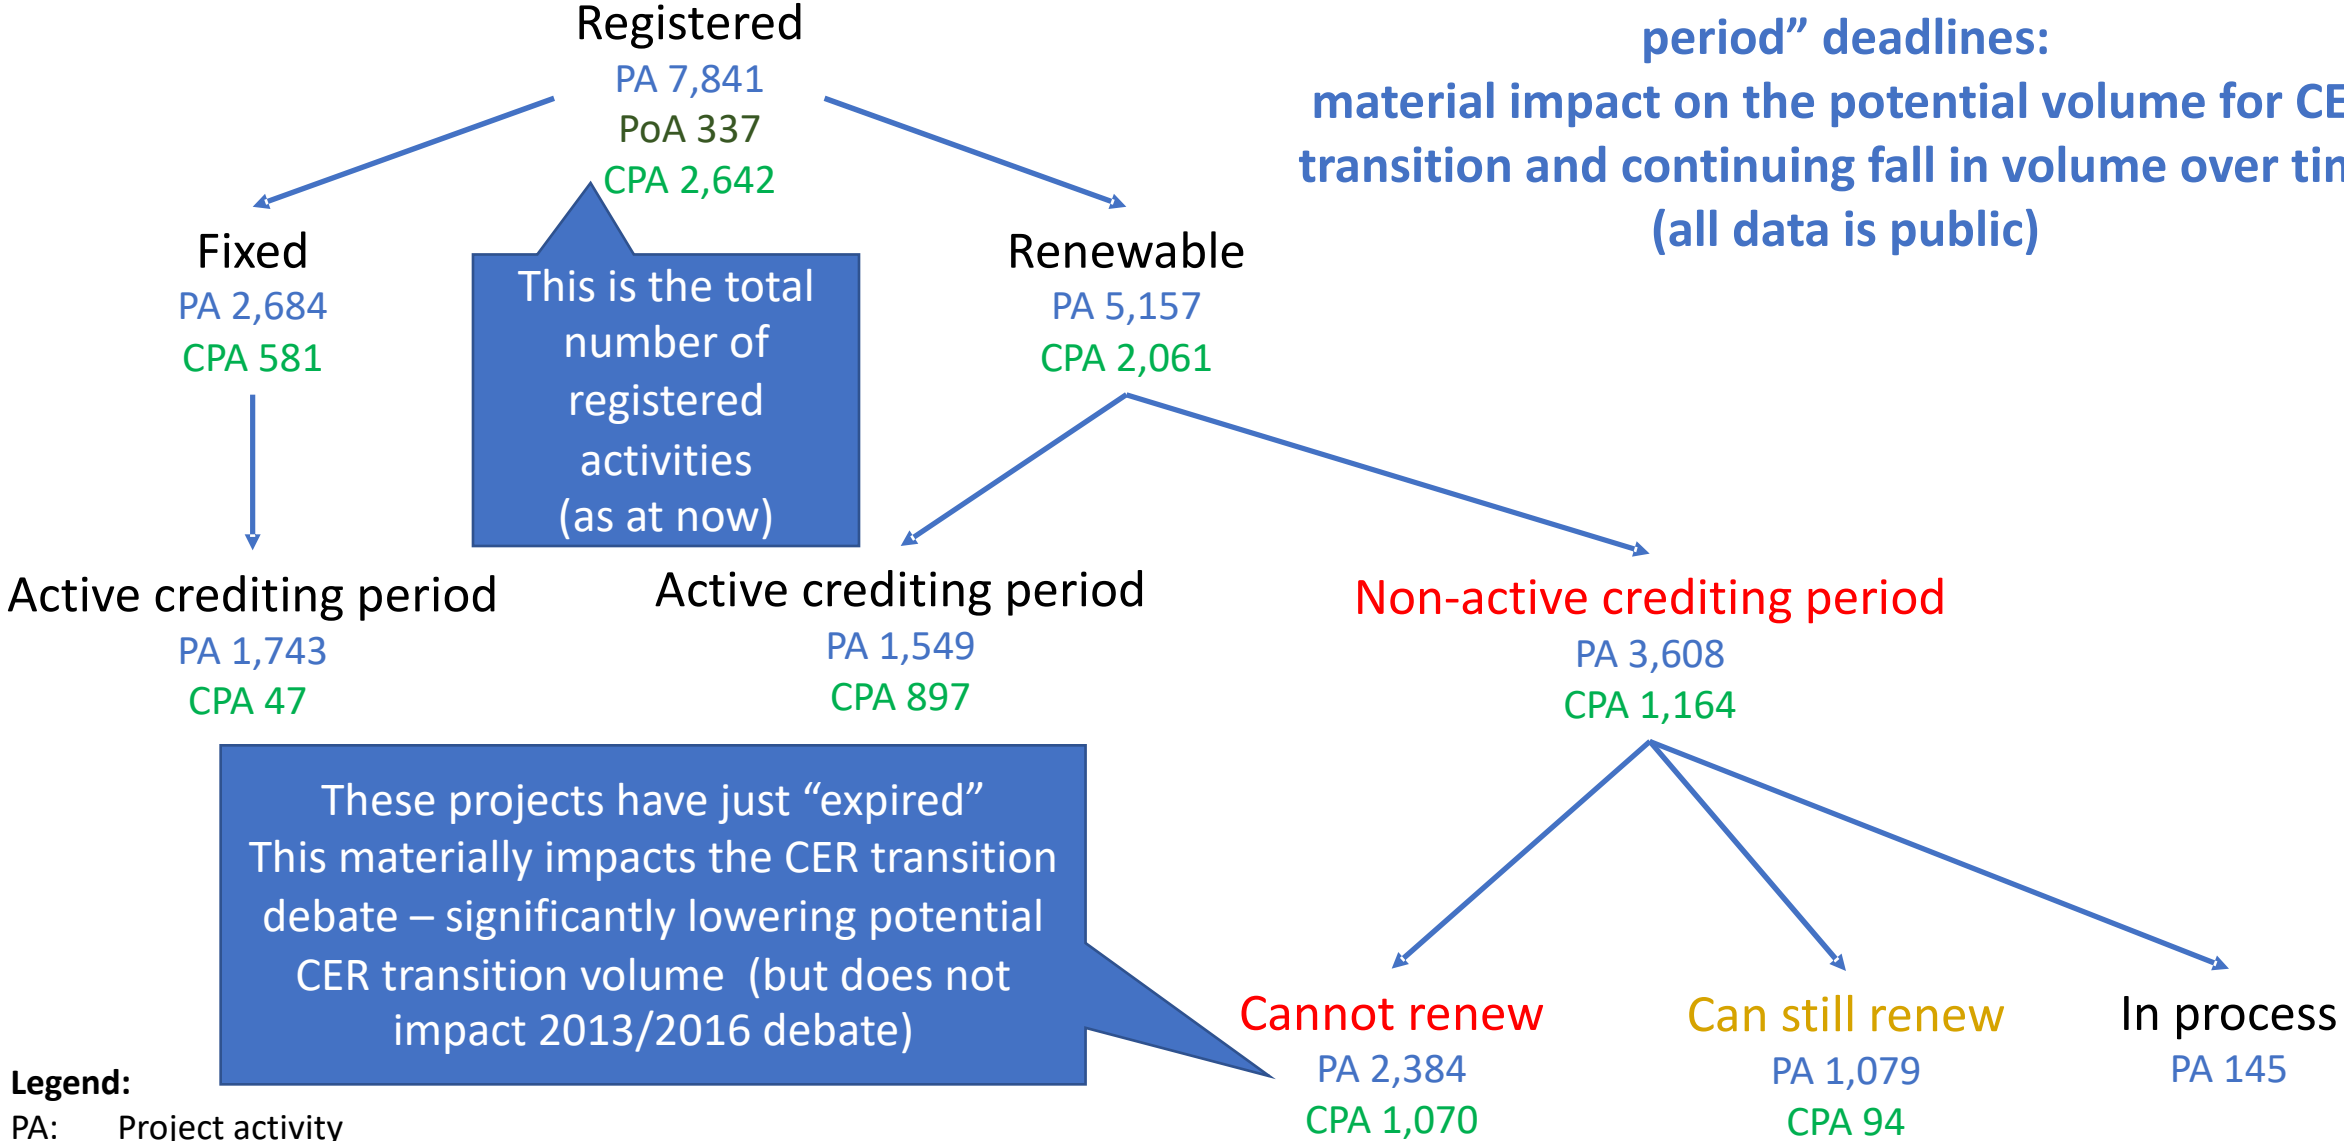 Registered
PA 7,841
PoA 337
CPA 2,642
period” deadlines:
material impact on the potential volume for
transition and continuing fall in volume over
(all data is public)
Fixed
PA 2,684
CPA 581
This is the total
number of
registered
activities
(as at now)
Renewable
PA 5,157
CPA 2,061
Active crediting period
PA 1,743
CPA 47
Active crediting period
PA 1,549
CPA 897
Non-active crediting period
PA 3,608
CPA 1,164
These projects have just “expired”
This materially impacts the CER transition
debate – significantly lowering potential
CER transition volume (but does not
impact 2013/2016 debate)
Cannot renew
PA 2,384
CPA 1,070
Can still renew
PA 1,079
CPA 94
In process
PA 145
Legend:
PA: Project activity